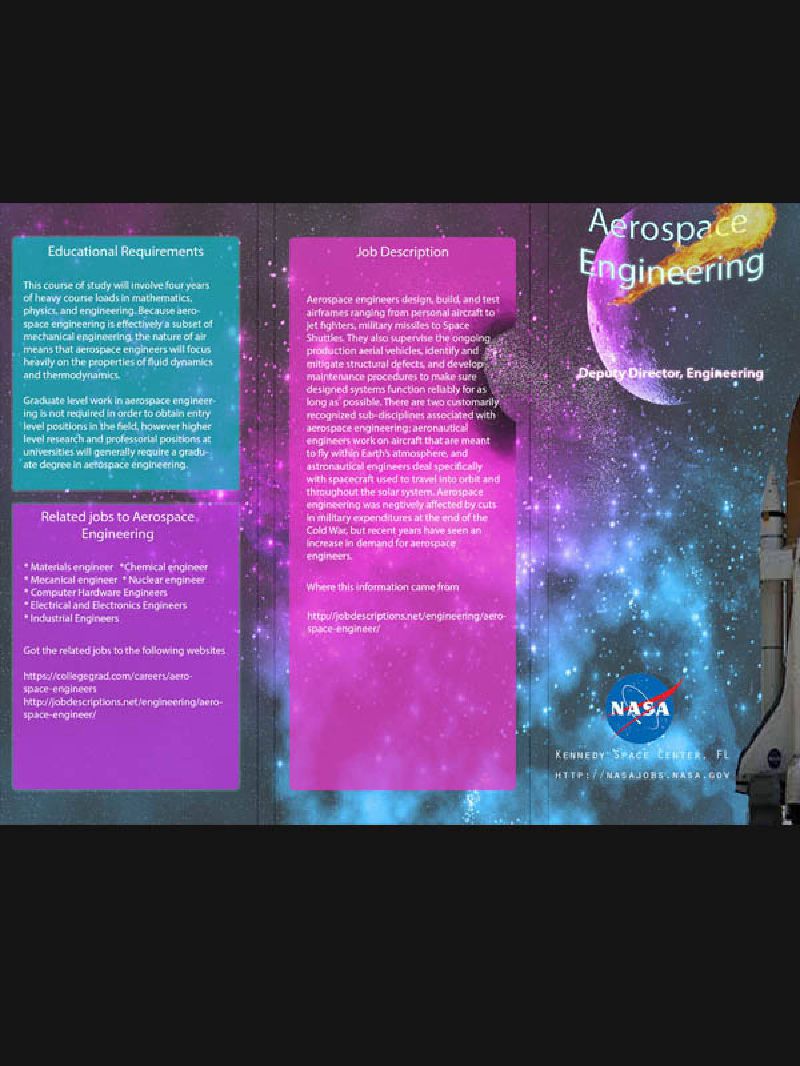 Educational Requirements
This course of study will involve four years
of heavy course loads in mathematics,
physics, and engineering. Because aero-
space engineering is effectively a subset of
mechanical engineering, the nature of air
means that aerospace engineers will focus
heavily on the properties of fluid dynamics
and thermodynamics.
Graduate level work in aerospace engineer-
ing is not required in order to obtain entry
level positions in the field, however higher
level research and professorial positions at
universities will generally require a gradu-
ate degree in aerospace engineering.
Related jobs to Aerospace
Engineering
* Materials engineer *Chemical engineer
* Mecanical engineer * Nuclear engineer
* Computer Hardware Engineers
* Electrical and Electronics Engineers
* Industrial Engineers
Got the related jobs to the following websites
https://collegegrad.com/careers/aero-
space-engineers
http://jobdescriptions.net/engineering/aero-
space-engineer/
Job Description
Aerospace engineers design, build, and test
airframes ranging from personal aircraft to
jet fighters, military missiles to Space
Shuttles. They also supervise the ongoing
production aerial vehicles, identify and
mitigate structural defects, and develop
maintenance procedures to make sure
designed systems function reliably for as
long as possible. There are two customarily
recognized sub-disciplines associated with
aerospace engineering; aeronautical
engineers work on aircraft that are meant
to fly within Earth's atmosphere, and
astronautical engineers deal specifically
with spacecraft used to travel into orbit and
throughout the solar system. Aerospace
engineering was negtively affected by cuts
in military expenditures at the end of the
Cold War, but recent years have seen an
increase in demand for aerospace
engineers.
Where this information came from
http://jobdescriptions.net/engineering/aero-
space-engineer/
Aerospace
Engineering
Deputy Director, Engineering
NASA
Kennedy Space Center, FL
http://nasajobs.nasa.gov